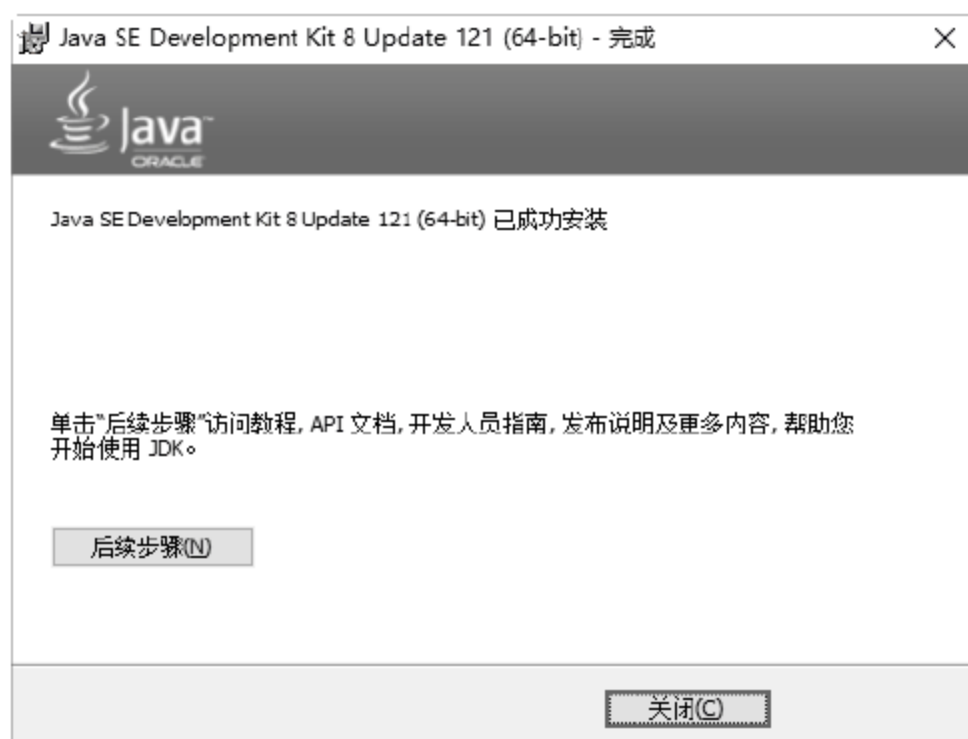 Java SE Development Kit 8 Update 121 (64-bit) - 完成
Java™
ORACLE
Java SE Development Kit 8 Update 121 (64-bit) 已成功安装
单击"后续步骤"访问教程, API 文档, 开发人员指南, 发布说明及更多内容, 帮助您
开始使用 JDK。
后续步骤(N)
关闭(C)